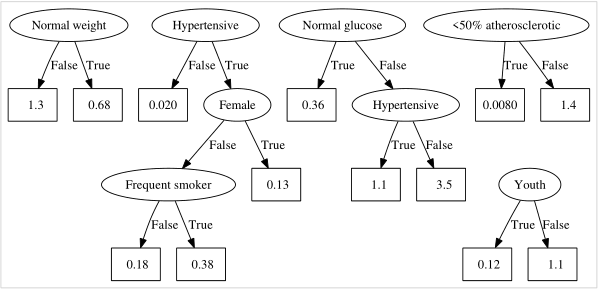 Normal weight Hypertensive Normal glucose <50% atherosclerotic
False True False True True False True False
1.3 0.68 0.020 Female 0.36 Hypertensive 0.0080 1.4
False True True False
Frequent smoker 0.13 1.1 3.5 Youth
False True True False
0.18 0.38 0.12 1.1